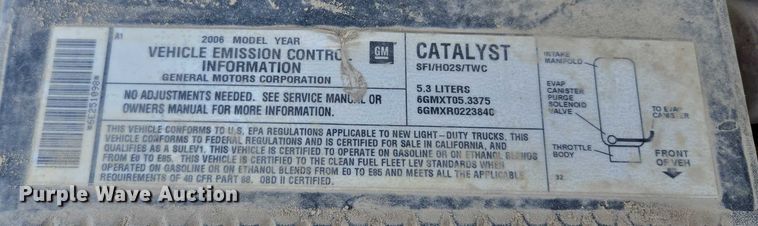 A1
2006 MODEL YEAR
VEHICLE EMISSION CONTROL
INFORMATION
GENERAL MOTORS CORPORATION
GM
NO ADJUSTMENTS NEEDED. SEE SERVICE MANUAL OR
OWNERS MANUAL FOR MORE INFORMATION.
CATALYST
SFI/HO2S/TWC
5.3 LITERS
6GMXT05.3375
6GMXR0223840
THIS VEHICLE CONFORMS TO U.S. EPA REGULATIONS APPLICABLE TO NEW LIGHT-DUTY TRUCKS. THIS
VEHICLE CONFORMS TO FEDERAL REGULATIONS AND IS CERTIFIED FOR SALE IN CALIFORNIA, AND
QUALIFIES AS A SULEV1. THIS VEHICLE IS CERTIFIED TO OPERATE ON GASOLINE OR ON ETHANOL BLENDS
FROM E0 TO E85. THIS VEHICLE IS CERTIFIED TO THE CLEAN FUEL FLEET LEV STANDARDS WHEN
OPERATED ON GASOLINE OR ON ETHANOL BLENDS FROM E0 TO E85 AND MEETS ALL THE APPLICABLE
REQUIREMENTS OF 40 CFR PART 88. OBD II CERTIFIED.
INTAKE
MANIFOLD
EVAP
CANISTER
PURGE
SOLENOID
VALVE
THROTTLE
BODY
TO EVAP
CANISTER
FRONT
OF VEH
32
Purple Wave Auction